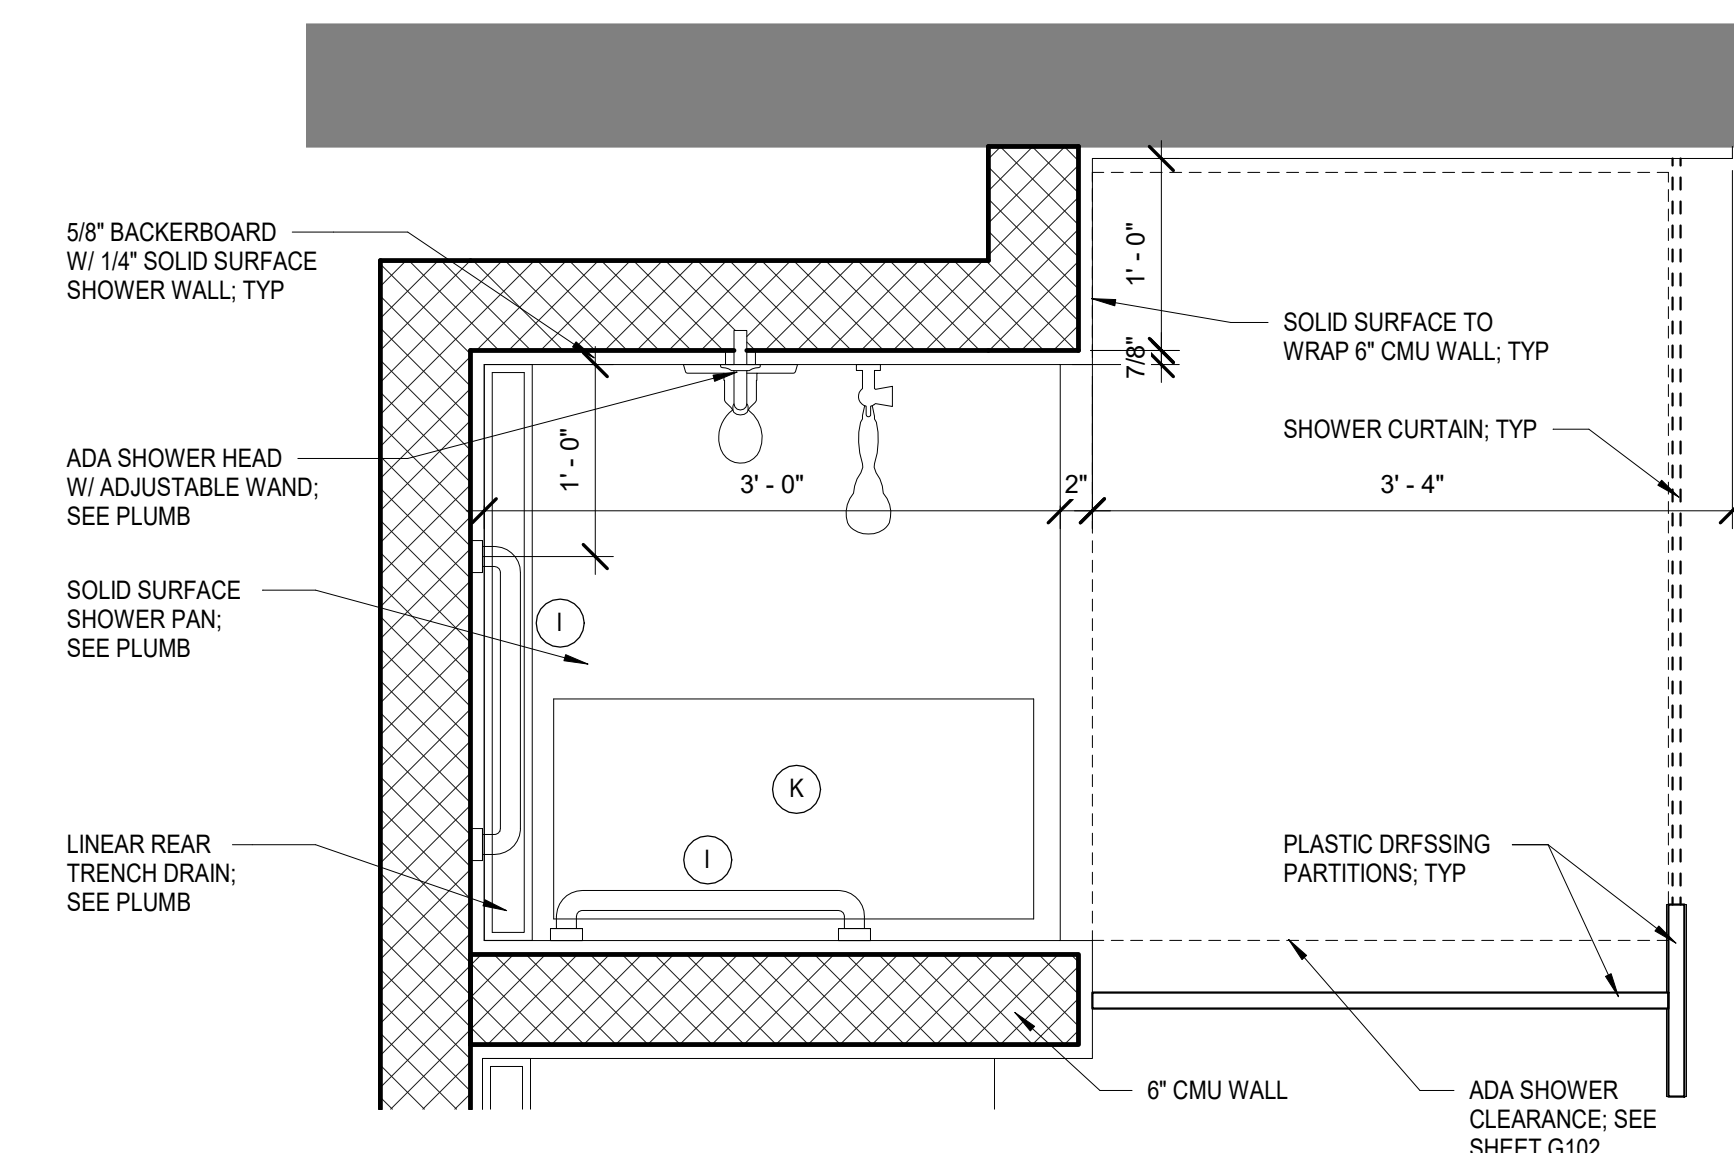 5/8" BACKERBOARD
W/ 1/4" SOLID SURFACE
SHOWER WALL; TYP
ADA SHOWER HEAD
W/ ADJUSTABLE WAND;
SEE PLUMB
SOLID SURFACE
SHOWER PAN;
SEE PLUMB
LINEAR REAR
TRENCH DRAIN;
SEE PLUMB
1' - 0"
3' - 0"
2"
3' - 4"
1' - 0"
7/8"
I
K
I
SOLID SURFACE TO
WRAP 6" CMU WALL; TYP
SHOWER CURTAIN; TYP
PLASTIC DRFSSING
PARTITIONS; TYP
6" CMU WALL
ADA SHOWER
CLEARANCE; SEE
SHEET G102